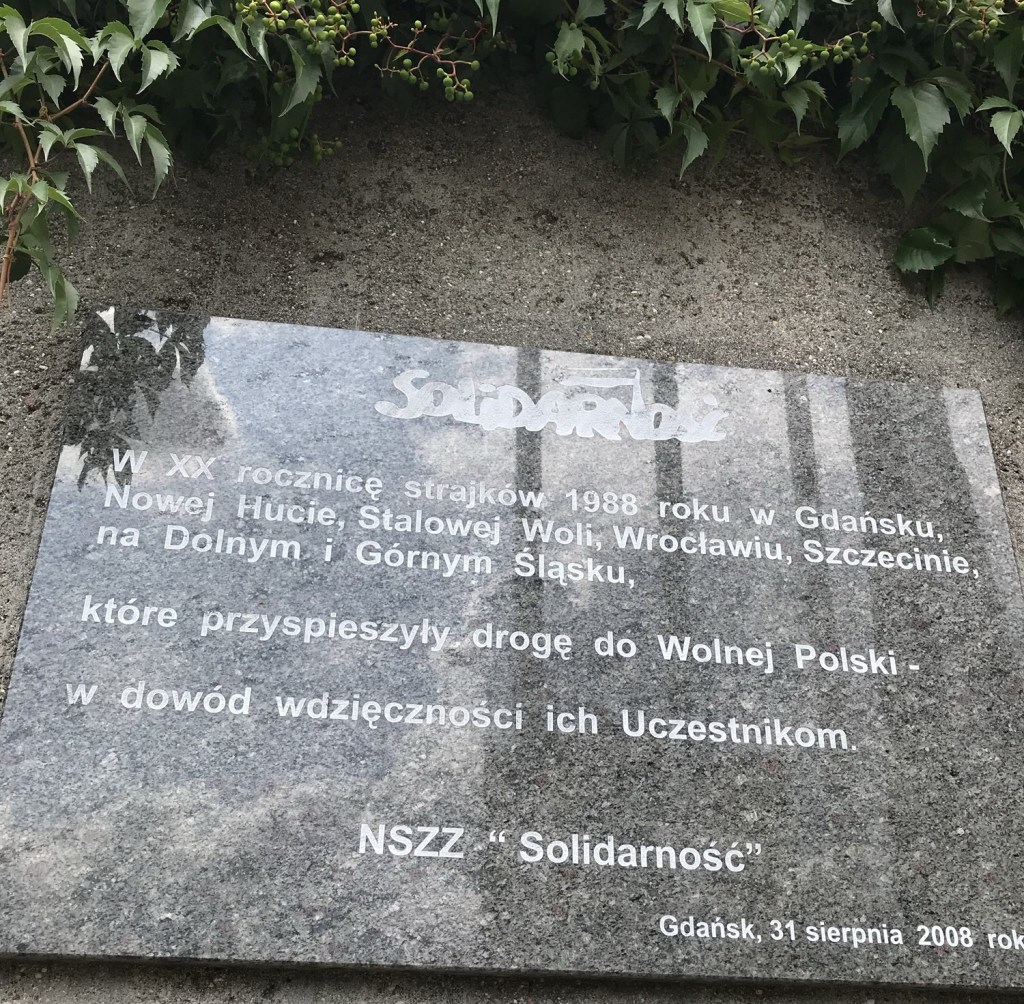 Solidarność
W XX rocznicę strajków 1988 roku w Gdańsku,
Nowej Hucie, Stalowej Woli, Wrocławiu, Szczecinie,
na Dolnym i Górnym Śląsku,
które przyspieszyły drogę do Wolnej Polski -
w dowód wdzięczności ich Uczestnikom.
NSZZ “ Solidarność”
Gdańsk, 31 sierpnia 2008 rok